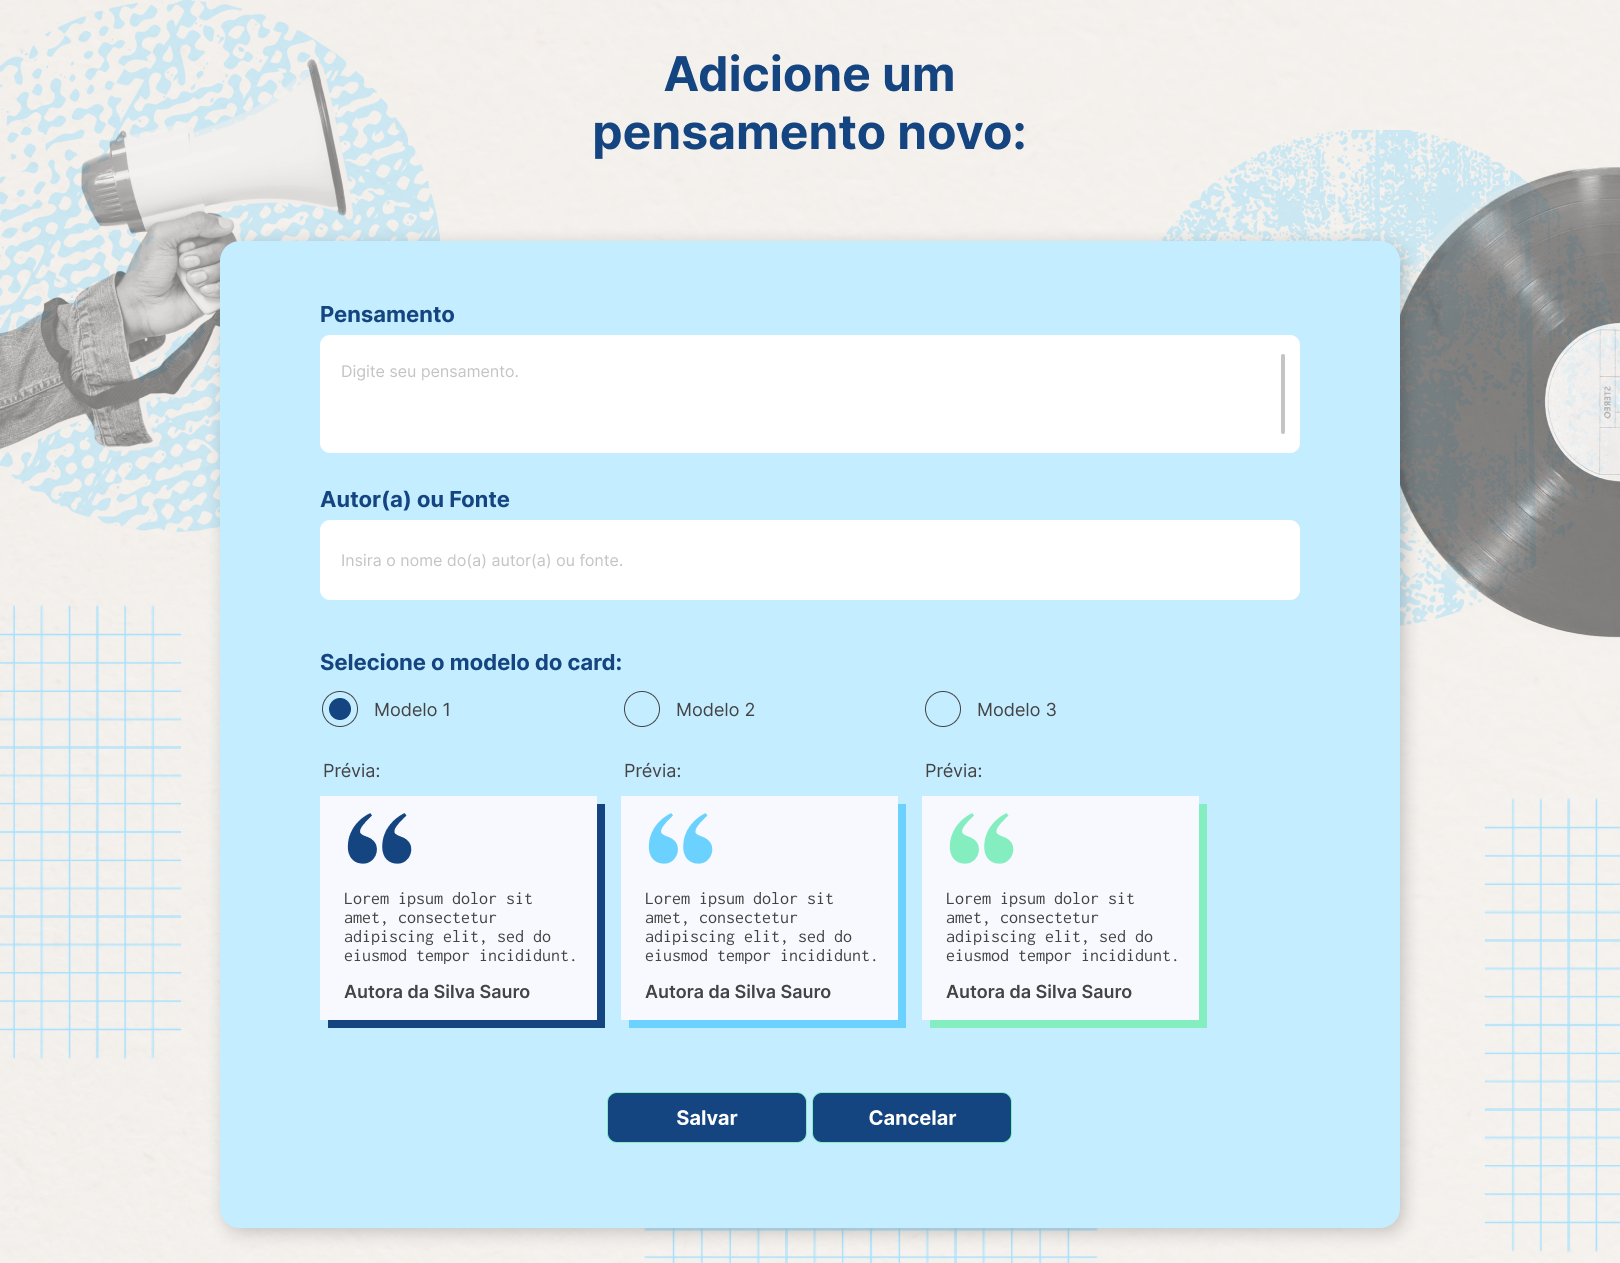 Adicione um
pensamento novo:
Pensamento
Digite seu pensamento.
Autor(a) ou Fonte
Insira o nome do(a) autor(a) ou fonte.
STEREO
Selecione o modelo do card:
Modelo 1
Modelo 2
Modelo 3
Prévia:
Prévia:
Prévia:
“
Lorem ipsum dolor sit
amet, consectetur
adipiscing elit, sed do
eiusmod tempor incididunt.
Autora da Silva Sauro
“
Lorem ipsum dolor sit
amet, consectetur
adipiscing elit, sed do
eiusmod tempor incididunt.
Autora da Silva Sauro
“
Lorem ipsum dolor sit
amet, consectetur
adipiscing elit, sed do
eiusmod tempor incididunt.
Autora da Silva Sauro
Salvar
Cancelar